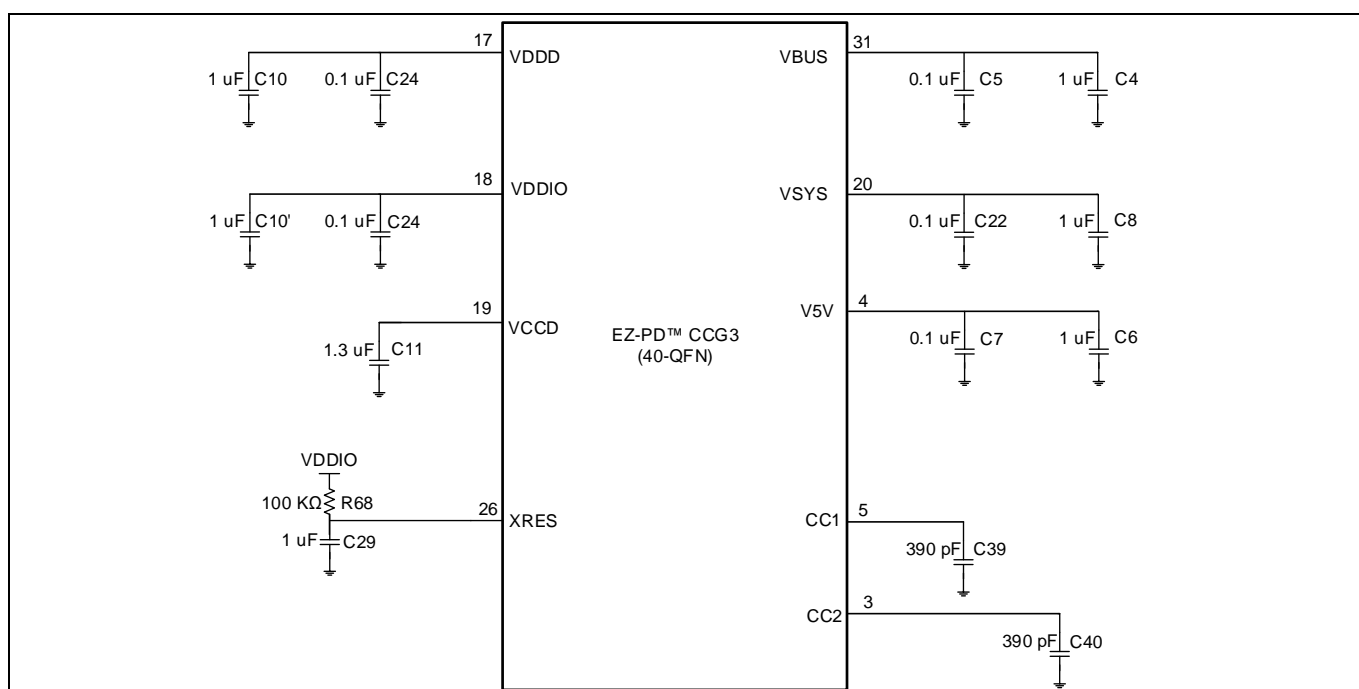 17
VDDD
1 uF C10
0.1 uF C24
18
VDDIO
1 uF C10'
0.1 uF C24
19
VCCD
1.3 uF C11
VDDIO
100 KΩ R68
26
XRES
1 uF C29
EZ-PD™ CCG3
(40-QFN)
VBUS
31
0.1 uF C5
1 uF C4
VSYS
20
0.1 uF C22
1 uF C8
V5V
4
0.1 uF C7
1 uF C6
CC1
5
390 pF C39
CC2
3
390 pF C40